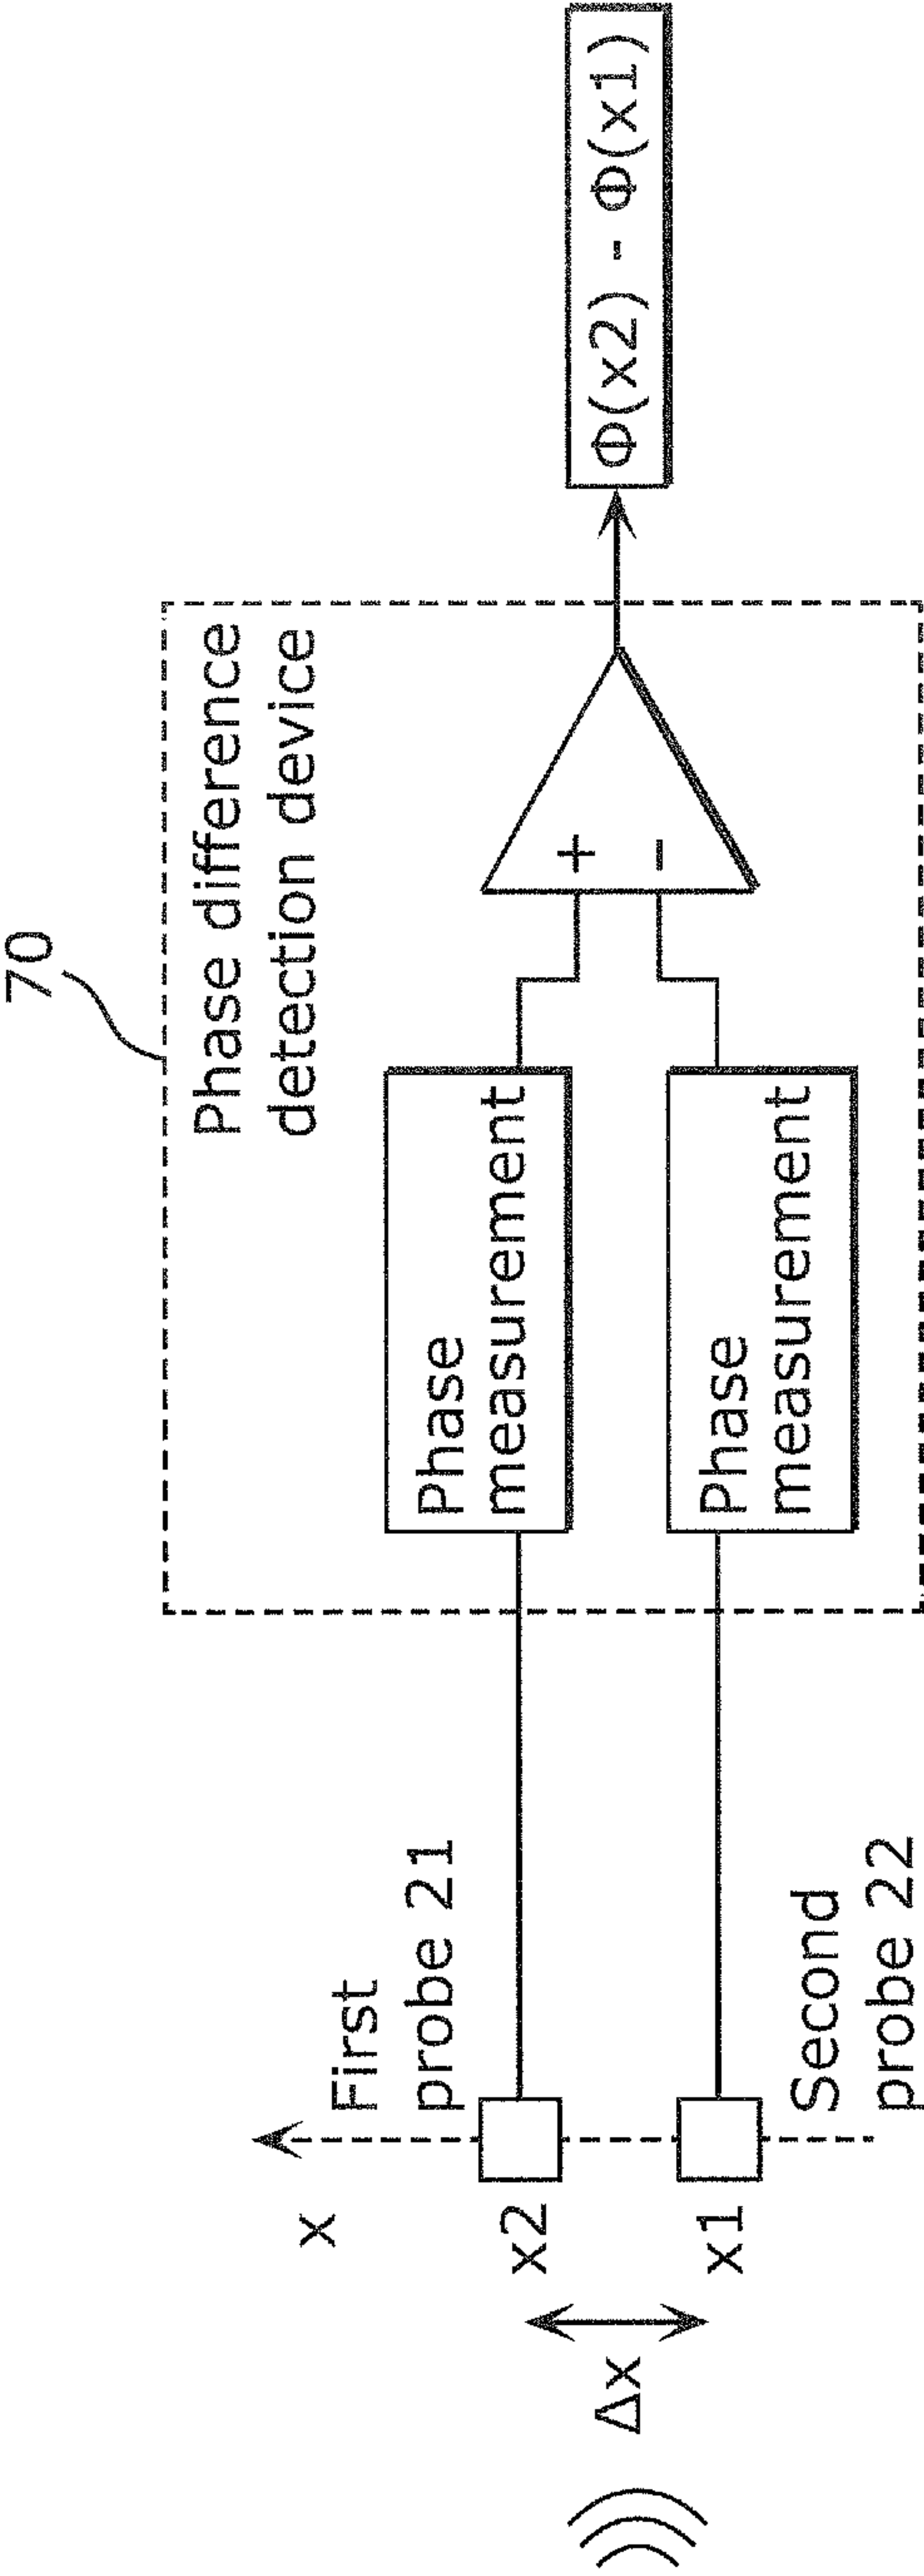 70
Phase difference
detection device
x
First
probe 21
x2
Phase
measurement
+
Φ(x2) - Φ(x1)
Δx
x1
Phase
measurement
-
Second
probe 22